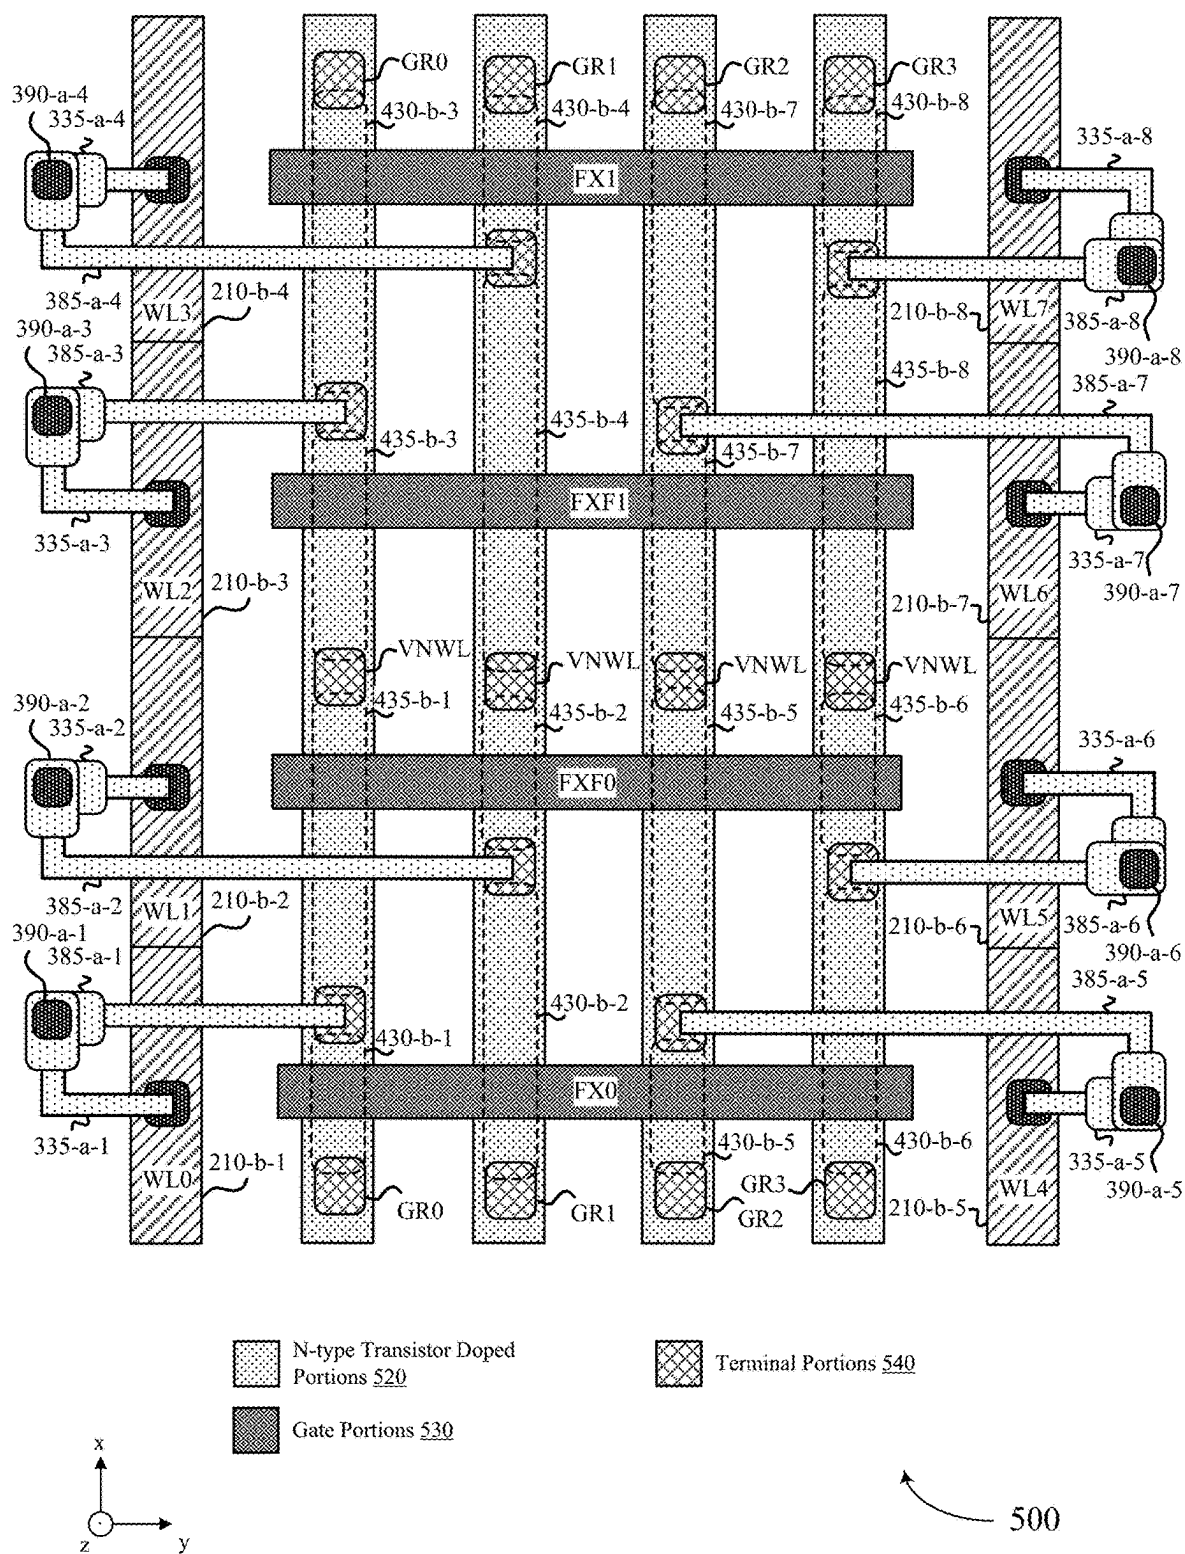 GR0
GR1
GR2
GR3
390-a-4
335-a-4
430-b-3
430-b-4
430-b-7
430-b-8
335-a-8
FX1
385-a-4
210-b-4
WL3
210-b-8
WL7
385-a-8
390-a-3
385-a-3
390-a-8
435-b-8
385-a-7
435-b-3
435-b-4
435-b-7
FXF1
335-a-3
335-a-7
WL2
210-b-3
210-b-7
WL6
390-a-7
VNWL
VNWL
VNWL
VNWL
390-a-2
335-a-2
435-b-1
435-b-2
435-b-5
435-b-6
335-a-6
FXF0
385-a-2
WL1
210-b-2
210-b-6
WL5
385-a-6
390-a-1
385-a-1
390-a-6
385-a-5
430-b-2
430-b-1
FX0
335-a-1
430-b-5
430-b-6
335-a-5
WL0
210-b-1
GR0
GR1
GR3
GR2
210-b-5
WL4
390-a-5
N-type Transistor Doped
Portions 520
Terminal Portions 540
Gate Portions 530
x
z
y
500